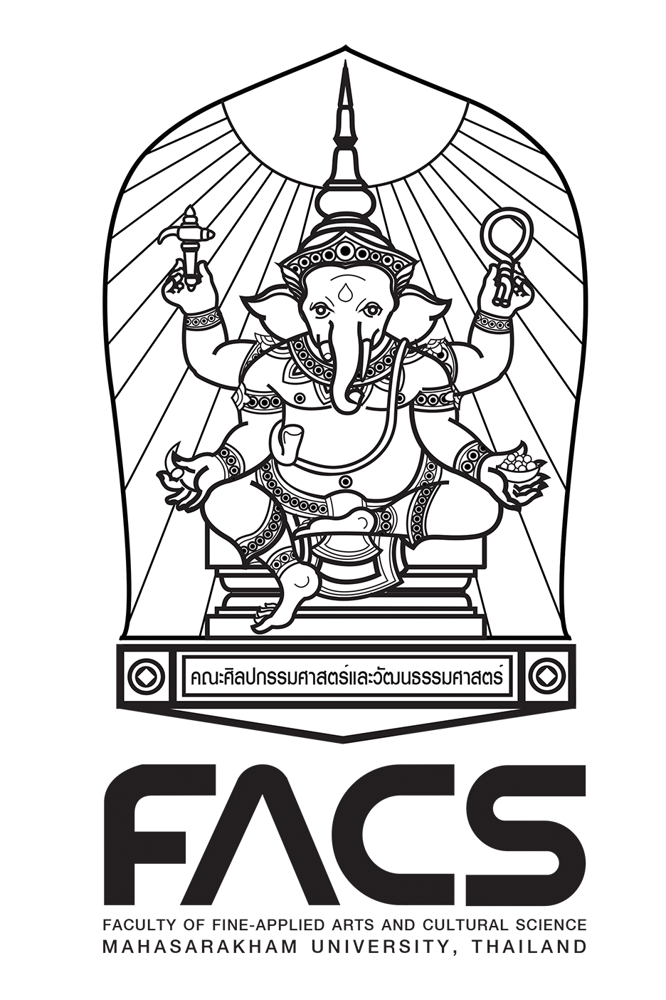 คณะศิลปกรรมศาสตร์และวัฒนธรรมศาสตร์
FACS
FACULTY OF FINE-APPLIED ARTS AND CULTURAL SCIENCE
MAHASARAKHAM UNIVERSITY, THAILAND